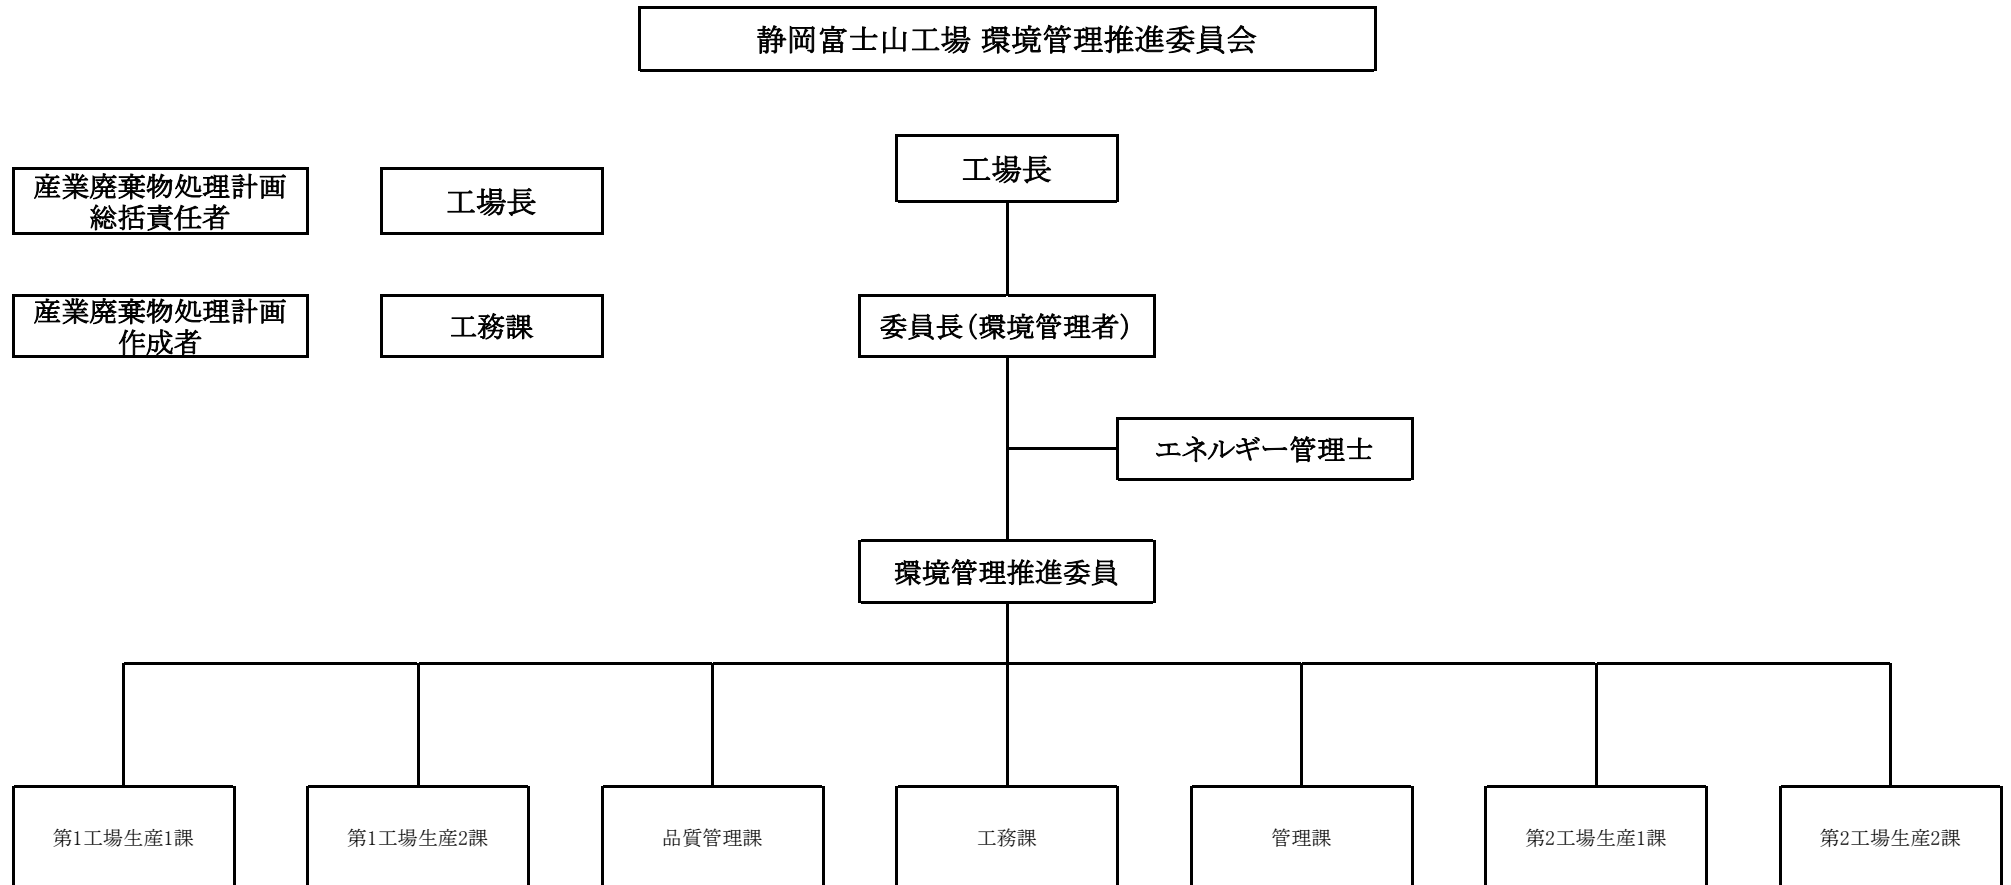 静岡富士山工場 環境管理推進委員会
工場長
産業廃棄物処理計画
総括責任者
工場長
産業廃棄物処理計画
作成者
工務課
委員長(環境管理者)
エネルギー管理士
環境管理推進委員
第1工場生産1課
第1工場生産2課
品質管理課
工務課
管理課
第2工場生産1課
第2工場生産2課